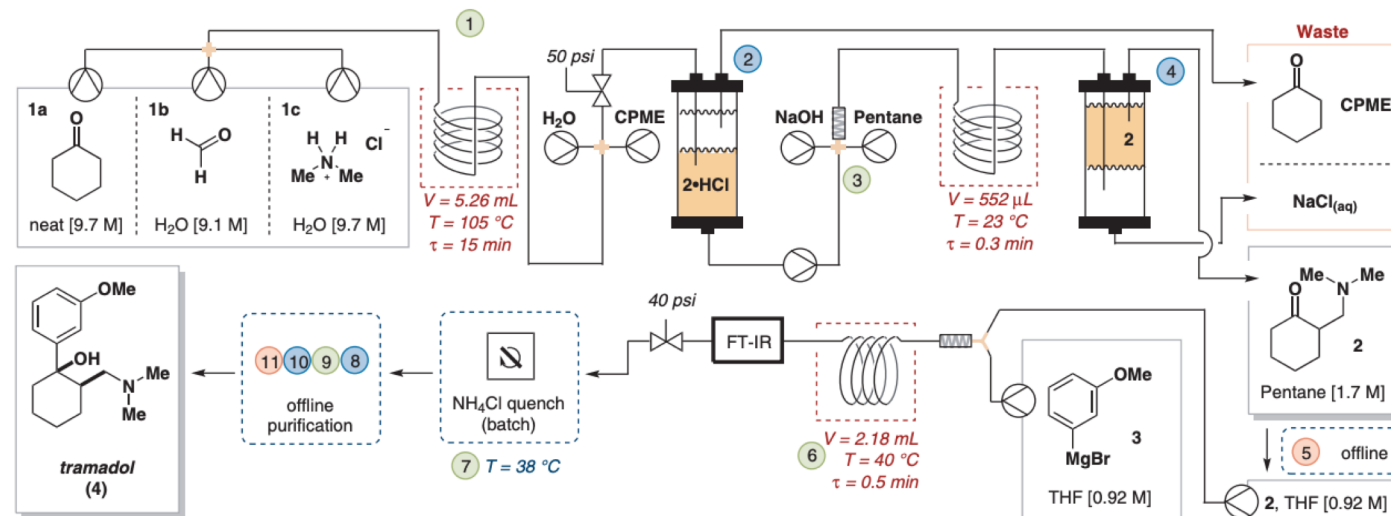 1
50 psi
2
4
Waste
1a
1b
1c
O
H
O
H
H
H
N
Me
+
Me
Cl⁻
neat [9.7 M]
H₂O [9.1 M]
H₂O [9.7 M]
V = 5.26 mL
T = 105 °C
τ = 15 min
H₂O
CPME
2•HCl
NaOH
Pentane
3
V = 552 µL
T = 23 °C
τ = 0.3 min
2
O
CPME
NaCl(aq)
Me
Me
N
O
2
Pentane [1.7 M]
5
offline
2, THF [0.92 M]
OMe
3
MgBr
THF [0.92 M]
6
V = 2.18 mL
T = 40 °C
τ = 0.5 min
FT-IR
40 psi
NH₄Cl quench
(batch)
7
T = 38 °C
11
10
9
8
offline
purification
OMe
OH
Me
N
Me
tramadol
(4)